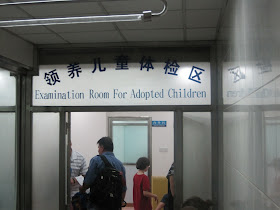 领养儿童体检区
Examination Room For Adopted Children